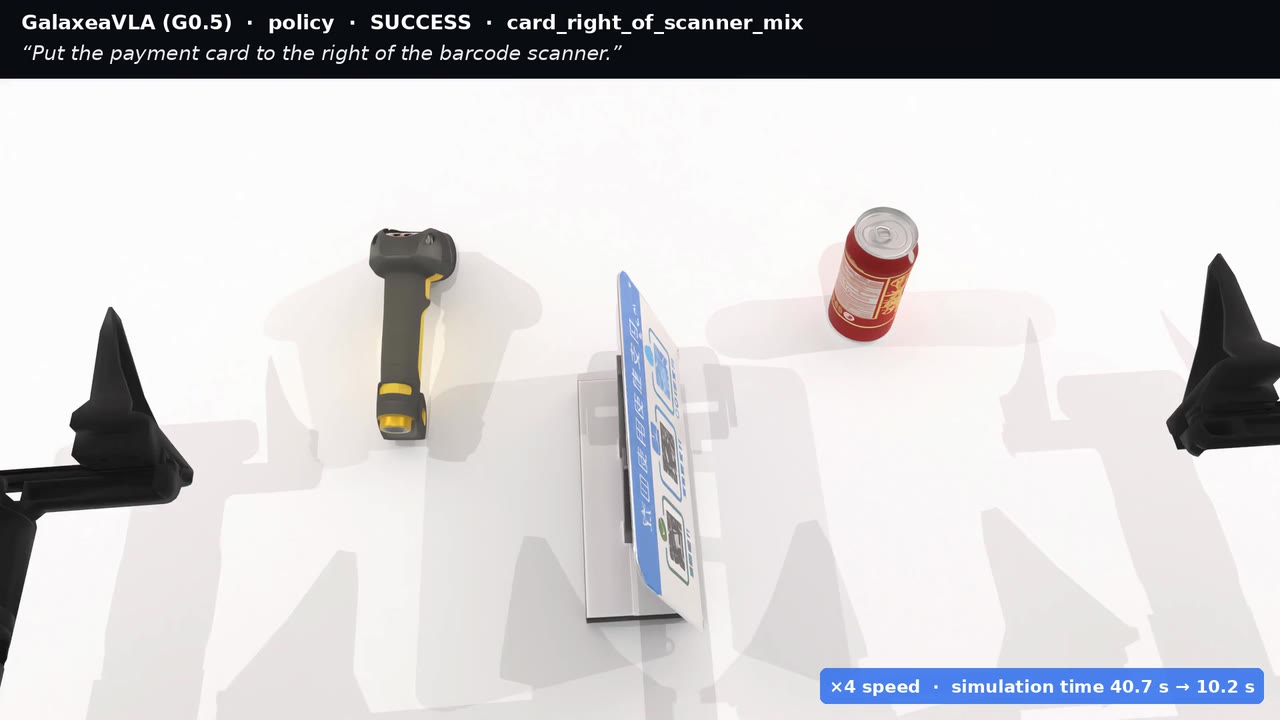 GalaxeaVLA (G0.5) · policy · SUCCESS · card_right_of_scanner_mix
“Put the payment card to the right of the barcode scanner.”
×4 speed · simulation time 40.7 s → 10.2 s